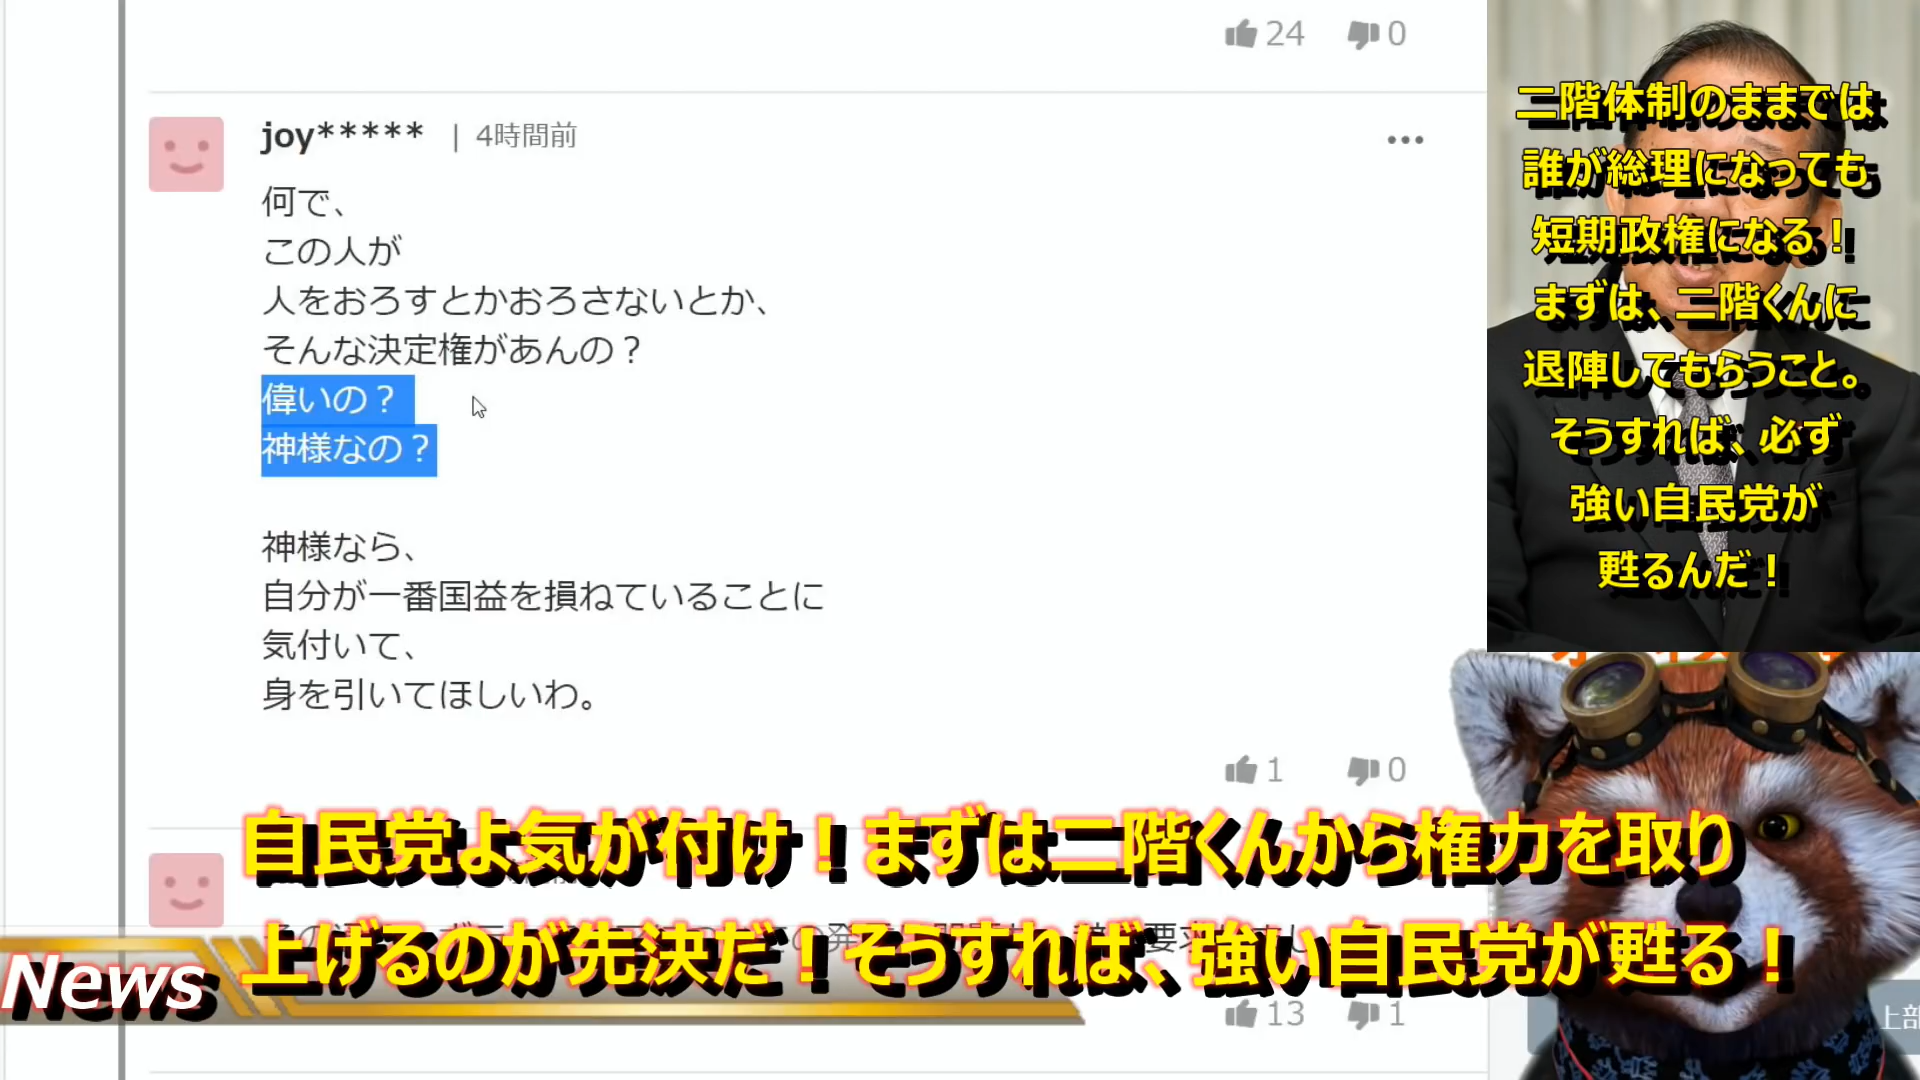 24 0
joy***** | 4時間前
何で、
この人が
人をおろすとかおろさないとか、
そんな決定権があんの？
偉いの？
神様なの？
神様なら、
自分が一番国益を損ねていることに
気付いて、
身を引いてほしいわ。
1 0
13 1
二階体制のままでは
誰が総理になっても
短期政権になる！
まずは、二階くんに
退陣してもらうこと。
そうすれば、必ず
強い自民党が
甦るんだ！
自民党よ気が付け！まずは二階くんから権力を取り
上げるのが先決だ！そうすれば、強い自民党が甦る！
News
上部